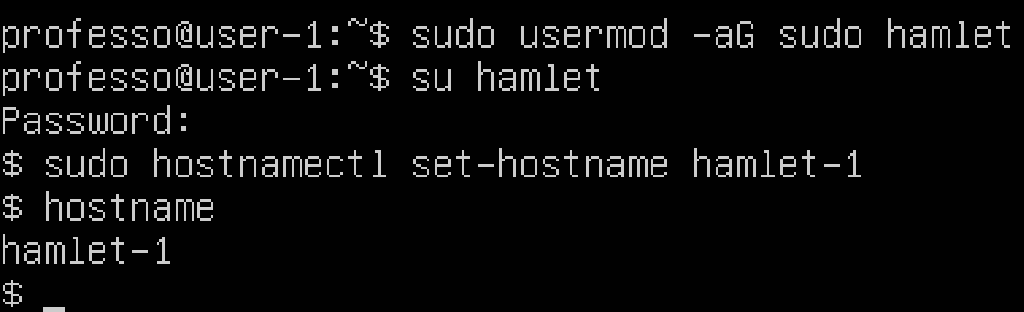 professo@user-1:~$ sudo usermod -aG sudo hamlet
professo@user-1:~$ su hamlet
Password:
$ sudo hostnamectl set-hostname hamlet-1
$ hostname
hamlet-1
$